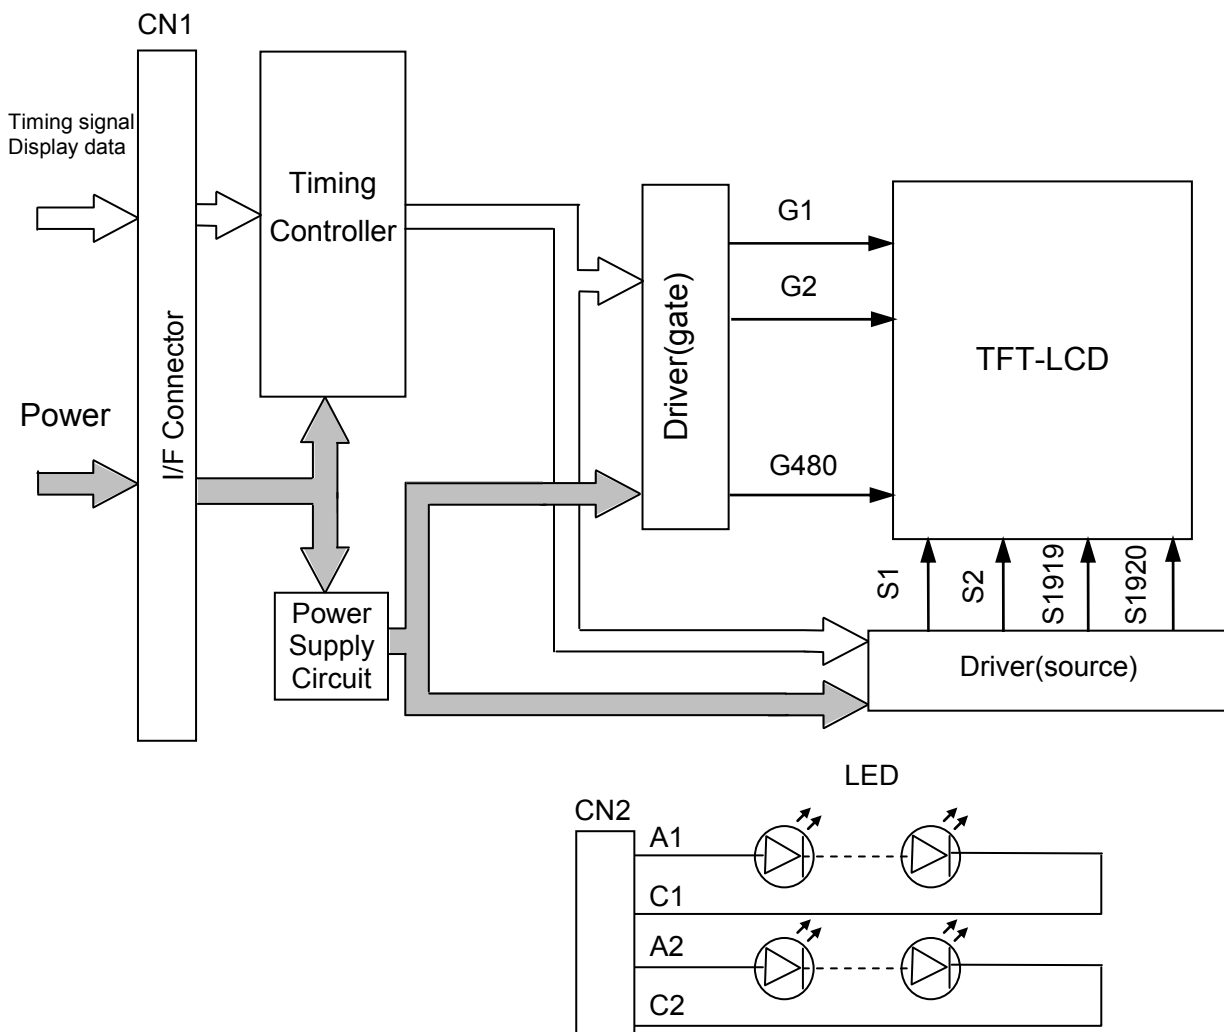 CN1
Timing signal
Display data
Power
I/F Connector
Timing
Controller
Power
Supply
Circuit
Driver(gate)
G1
G2
G480
TFT-LCD
S1
S2
S1919
S1920
Driver(source)
LED
CN2
A1
C1
A2
C2